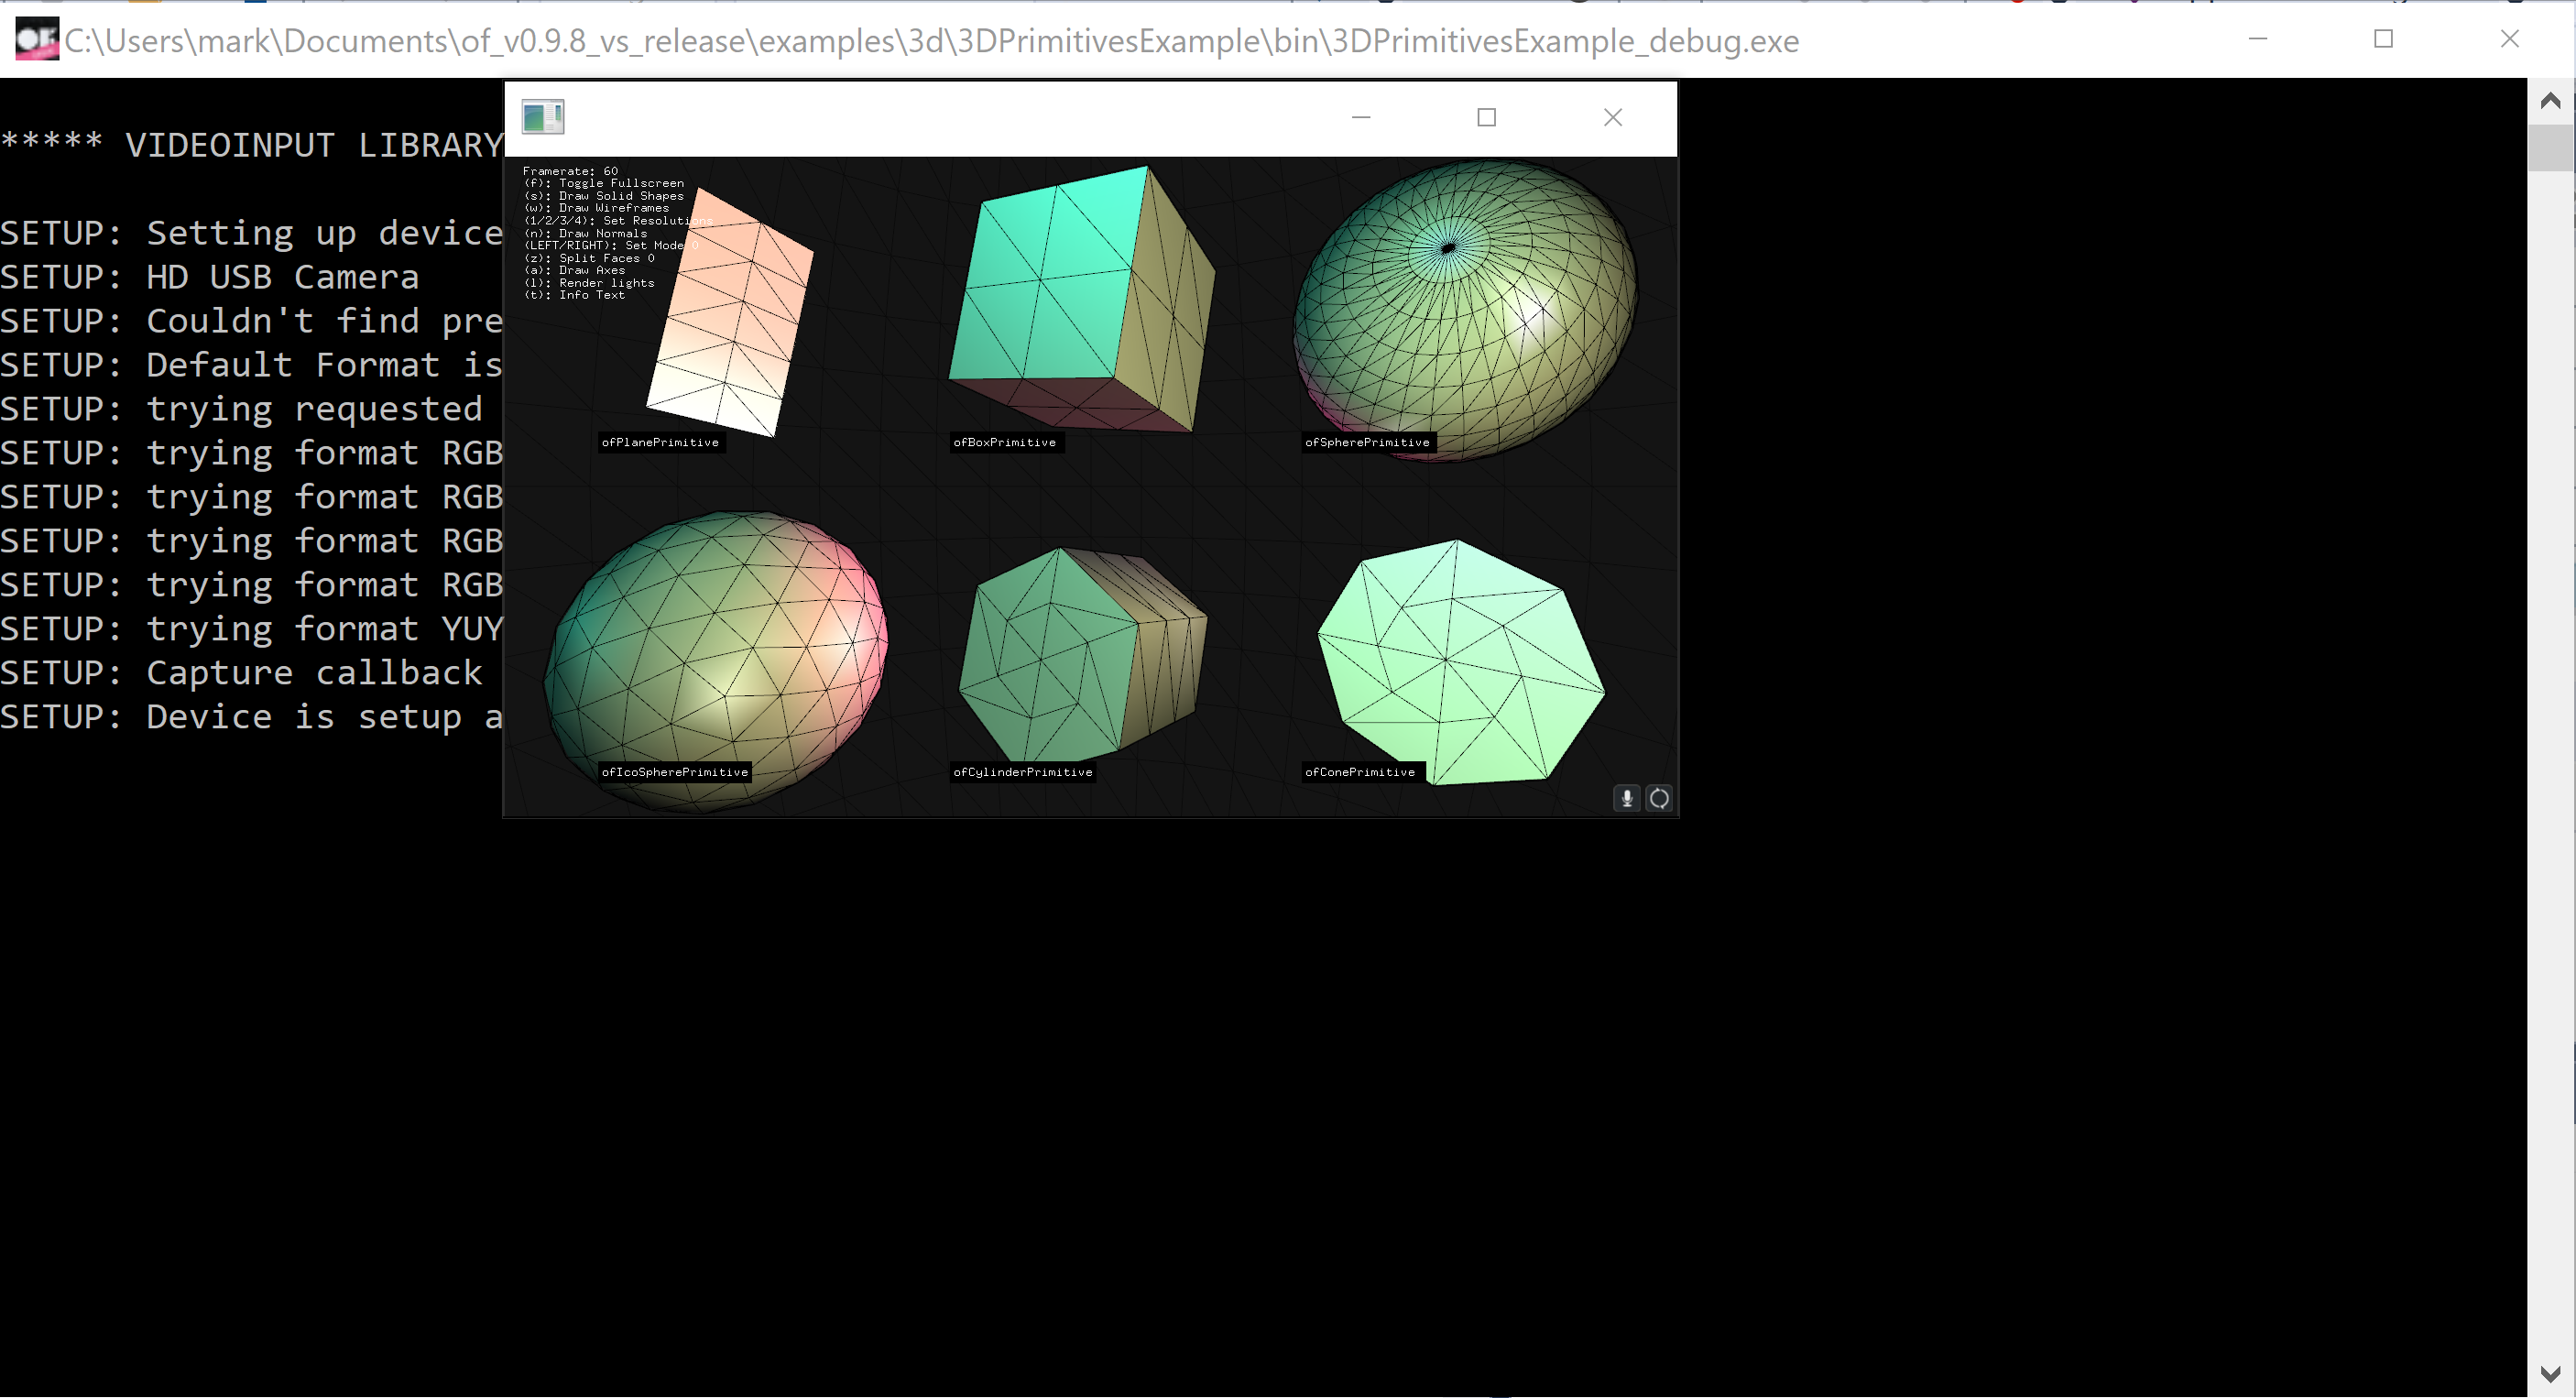 OF
C:\Users\mark\Documents\of_v0.9.8_vs_release\examples\3d\3DPrimitivesExample\bin\3DPrimitivesExample_debug.exe
***** VIDEOINPUT LIBRARY
SETUP: Setting up device
SETUP: HD USB Camera
SETUP: Couldn't find pre
SETUP: Default Format is
SETUP: trying requested
SETUP: trying format RGB
SETUP: trying format RGB
SETUP: trying format RGB
SETUP: trying format RGB
SETUP: trying format YUY
SETUP: Capture callback
SETUP: Device is setup a
Framerate: 60
(f): Toggle Fullscreen
(s): Draw Solid Shapes
(w): Draw Wireframes
(1/2/3/4): Set Resolutions
(n): Draw Normals
(LEFT/RIGHT): Set Mode 0
(z): Split Faces 0
(a): Draw Axes
(l): Render lights
(t): Info Text
ofPlanePrimitive
ofBoxPrimitive
ofSpherePrimitive
ofIcoSpherePrimitive
ofCylinderPrimitive
ofConePrimitive